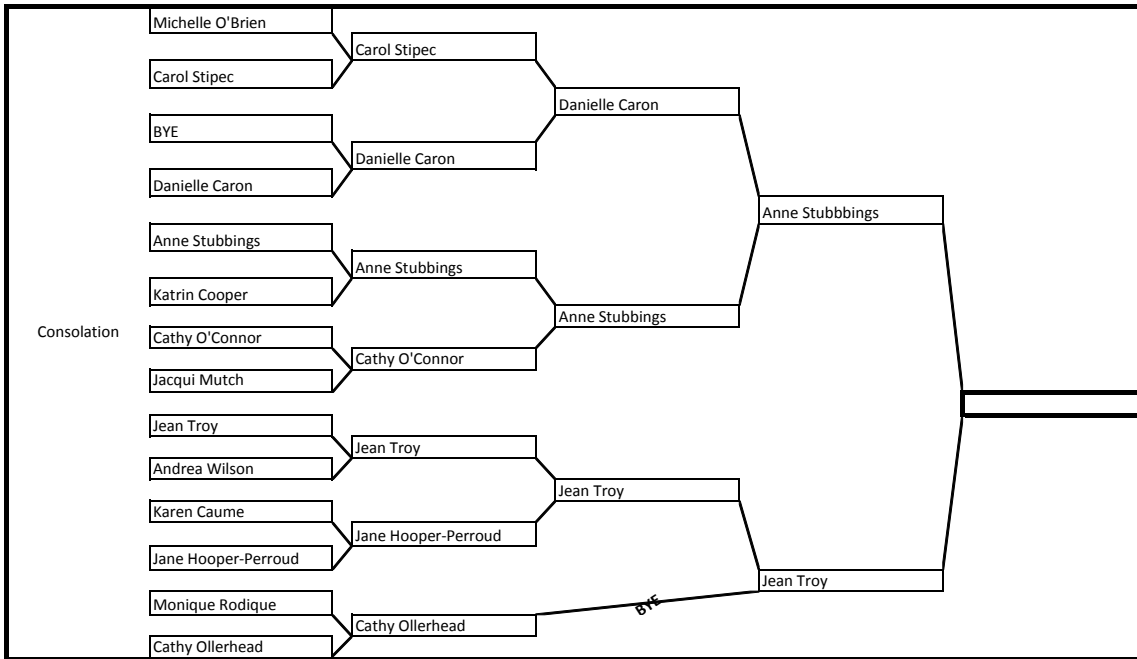 Michelle O'Brien
Carol Stipec
Carol Stipec
Danielle Caron
BYE
Danielle Caron
Danielle Caron
Anne Stubbbings
Anne Stubbings
Anne Stubbings
Katrin Cooper
Anne Stubbings
Consolation
Cathy O'Connor
Cathy O'Connor
Jacqui Mutch
Jean Troy
Jean Troy
Andrea Wilson
Jean Troy
Karen Caume
Jane Hooper-Perroud
Jane Hooper-Perroud
Jean Troy
Monique Rodique
BYE
Cathy Ollerhead
Cathy Ollerhead